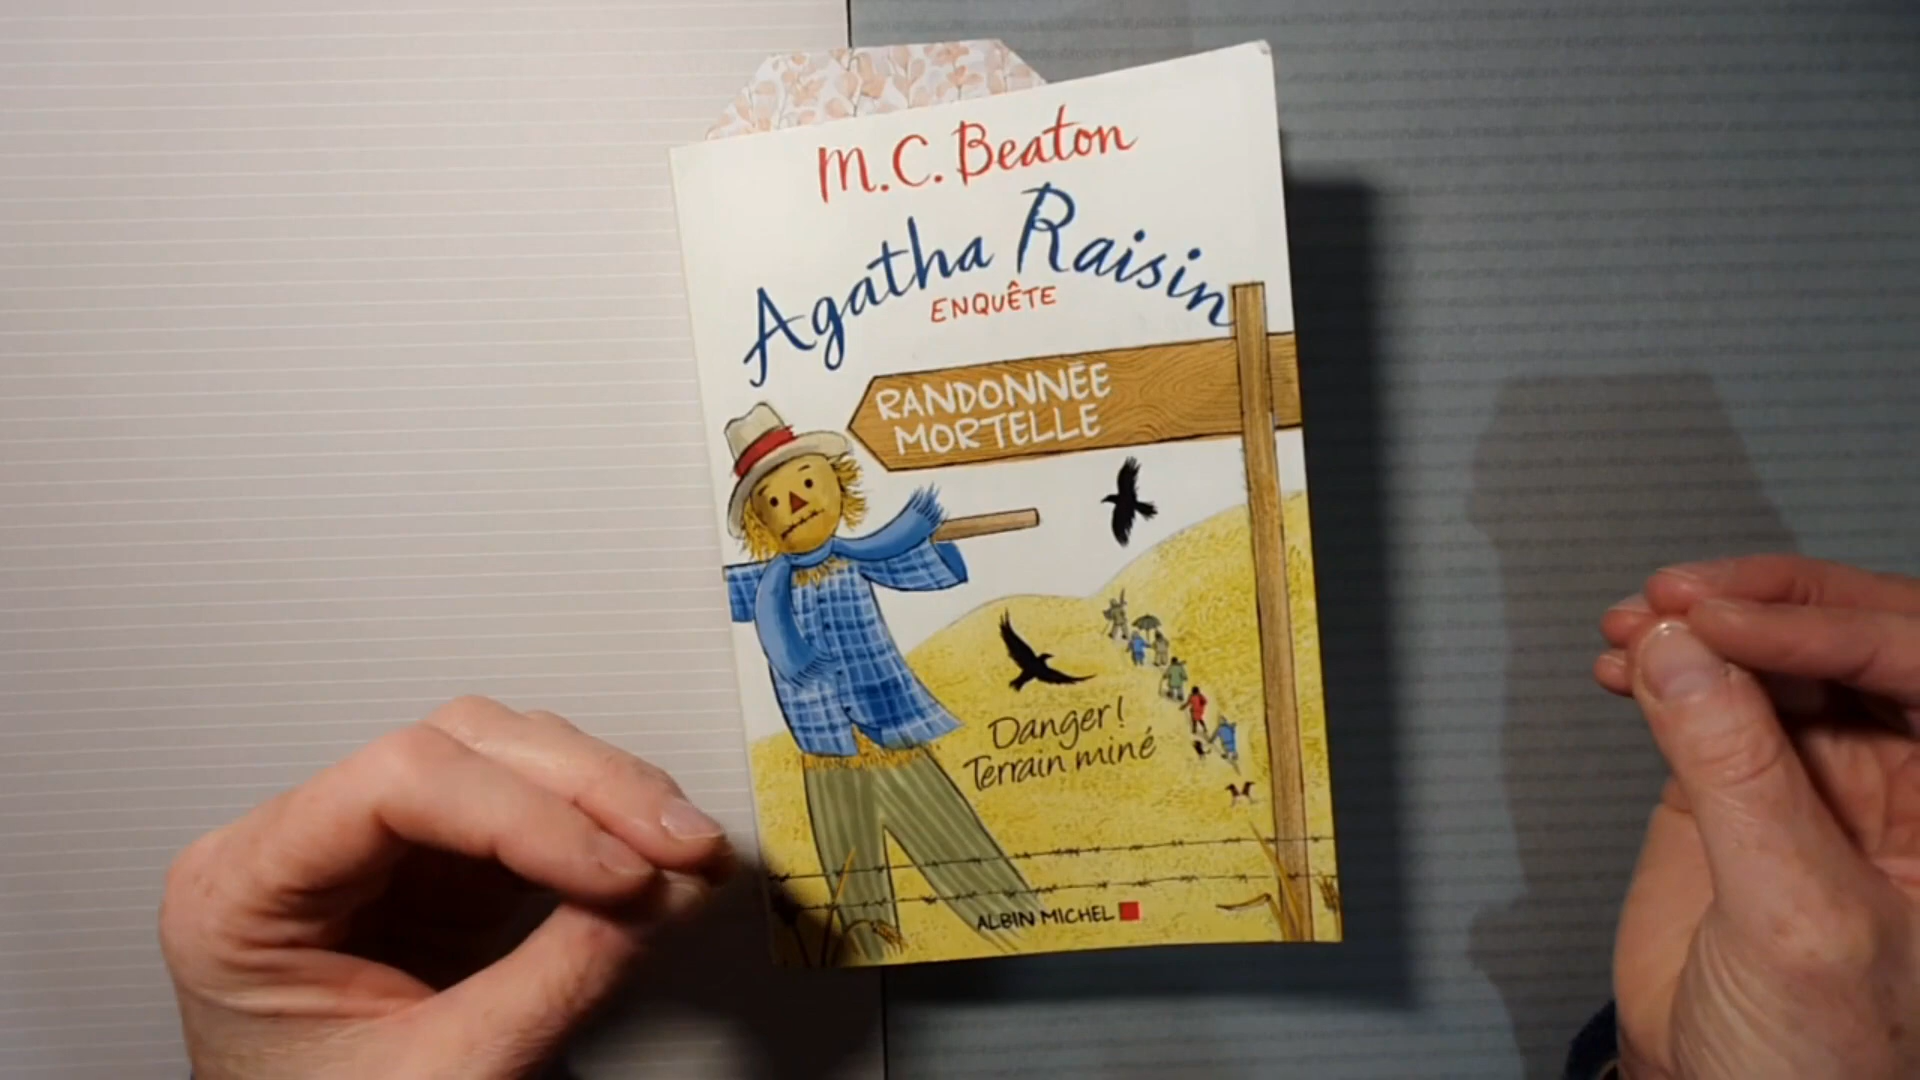 M.C. Beaton
Agatha Raisin
ENQUÊTE
RANDONNÉE
MORTELLE
Danger!
Terrain miné
ALBIN MICHEL